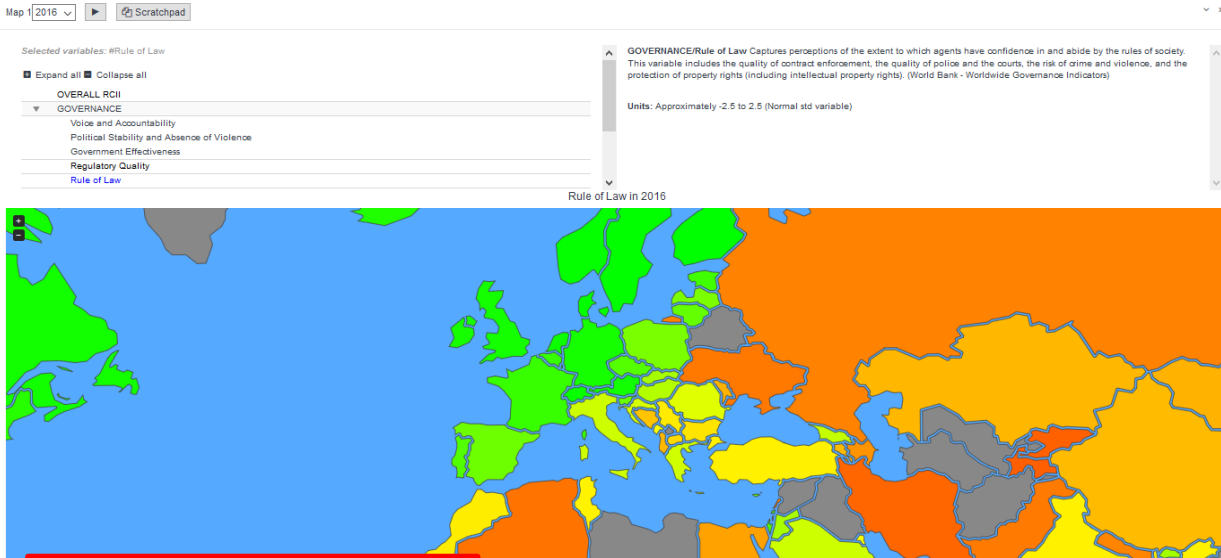 Map 1 2016 Scratchpad
Selected variables: #Rule of Law
Expand all Collapse all
OVERALL RCII
GOVERNANCE
Voice and Accountability
Political Stability and Absence of Violence
Government Effectiveness
Regulatory Quality
Rule of Law
GOVERNANCE/Rule of Law Captures perceptions of the extent to which agents have confidence in and abide by the rules of society.
This variable includes the quality of contract enforcement, the quality of police and the courts, the risk of crime and violence, and the
protection of property rights (including intellectual property rights). (World Bank - Worldwide Governance Indicators)
Units: Approximately -2.5 to 2.5 (Normal std variable)
Rule of Law in 2016